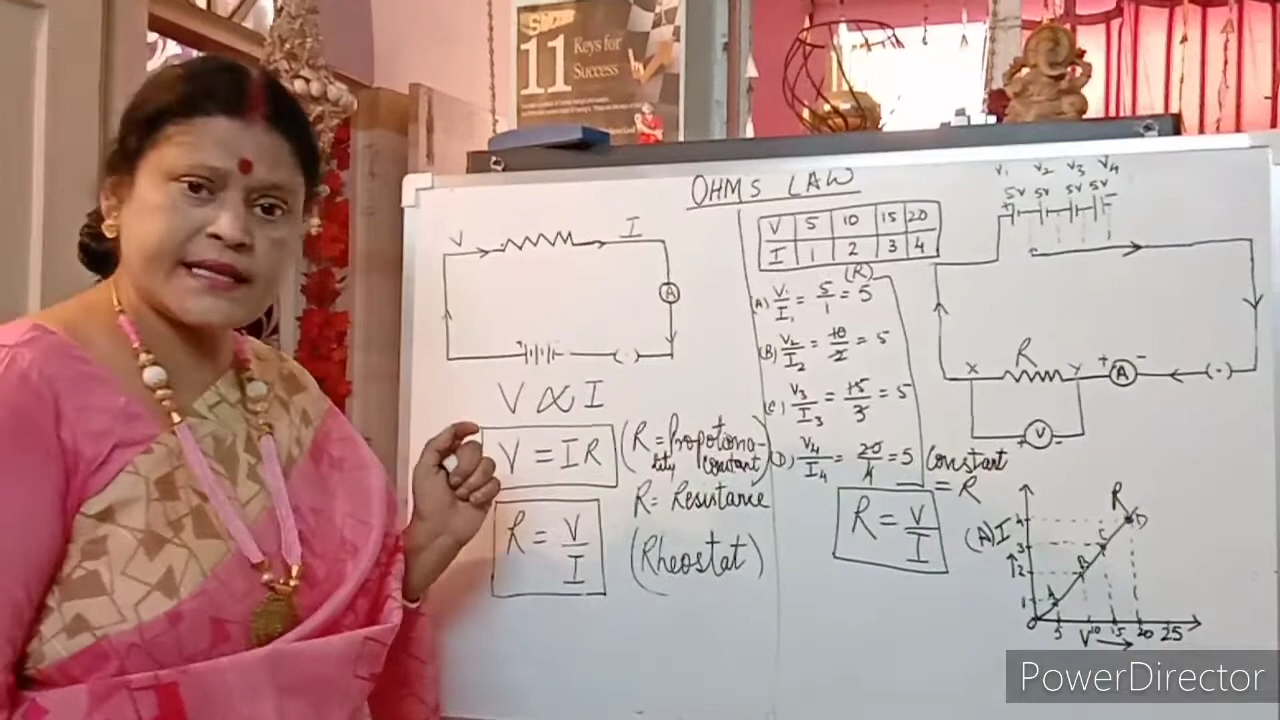 11 Keys for
Success
OHMS LAW
V I
A
+ (·)
V ∝ I
V = IR
(R = Propotiona-
lity constant)
R = Resistance
R = V/I
(Rheostat)
V 5 10 15 20
I 1 2 3 4
(R)
(A) V1/I1 = 5/1 = 5
(B) V2/I2 = 10/2 = 5
(C) V3/I3 = 15/3 = 5
(D) V4/I4 = 20/4 = 5 Constant
= R
R = V/I
V1 V2 V3 V4
5V 5V 5V 5V
+ -
R
X Y + A - (·)
+ V -
(A) I
R
4 D
3 C
2 B
1 A
0 5 10 15 20 25
V
PowerDirector